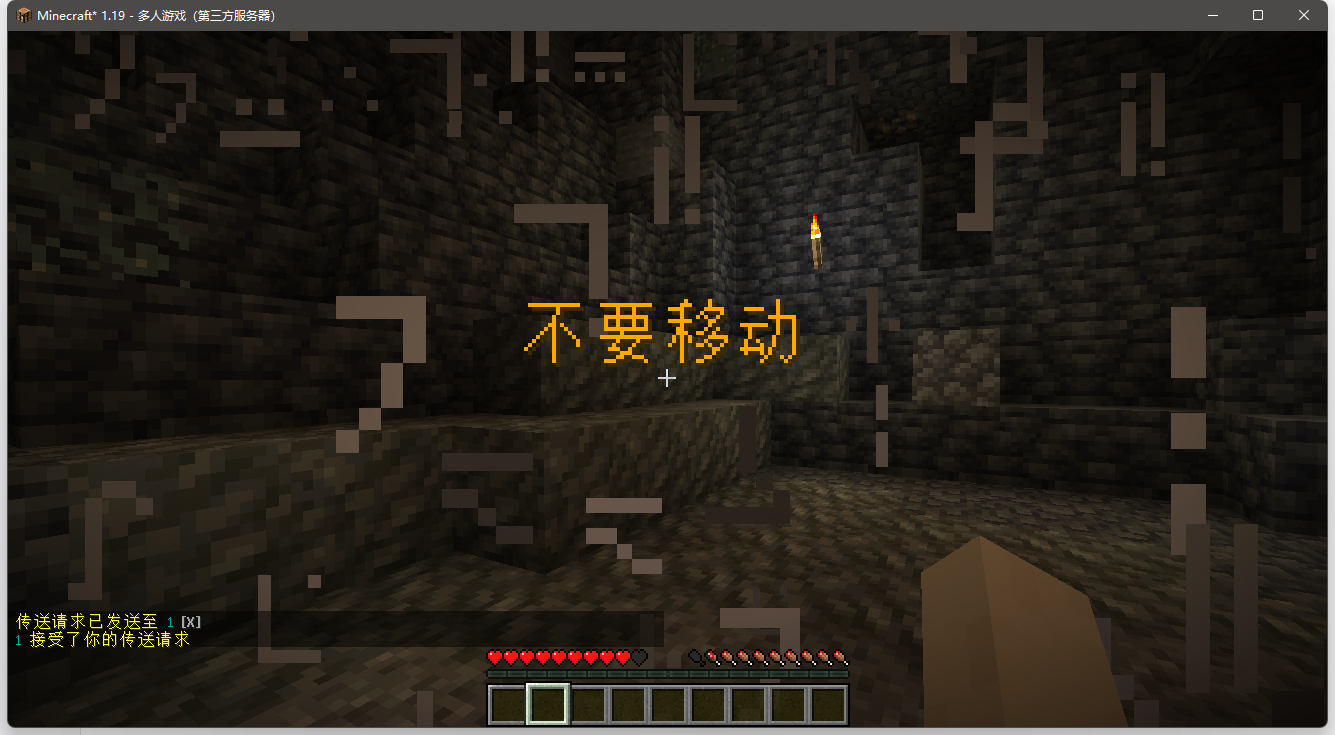 Minecraft* 1.19 - 多人游戏（第三方服务器）
不要移动
传送请求已发送至 1 [X]
1 接受了你的传送请求